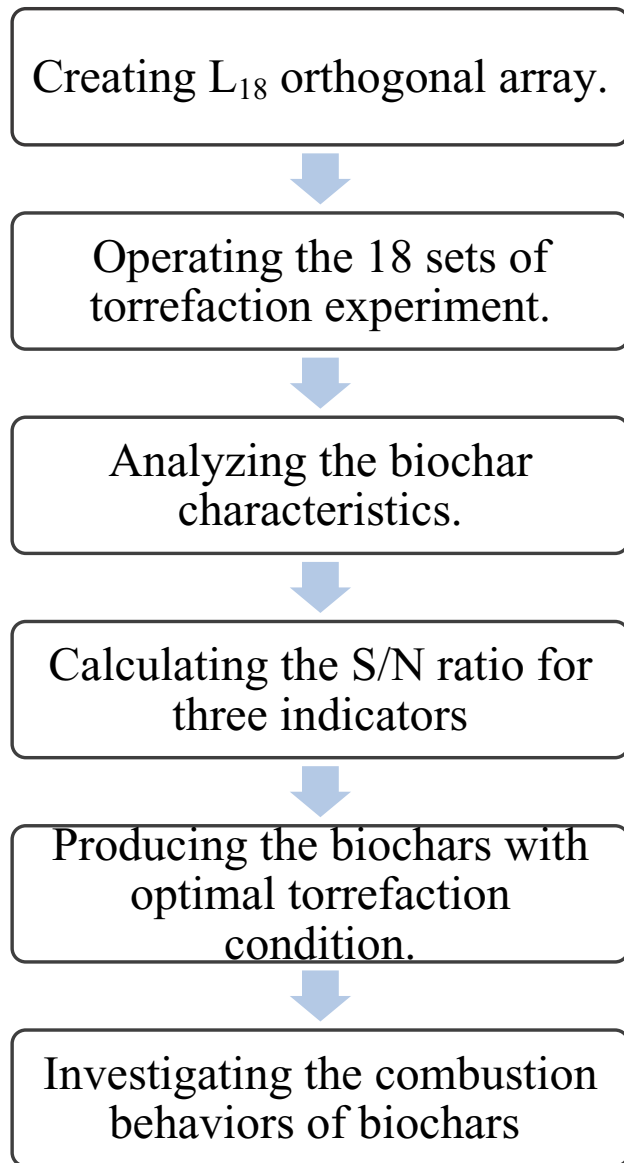 Creating L₁₈ orthogonal array.
Operating the 18 sets of
torrefaction experiment.
Analyzing the biochar
characteristics.
Calculating the S/N ratio for
three indicators
Producing the biochars with
optimal torrefaction
condition.
Investigating the combustion
behaviors of biochars